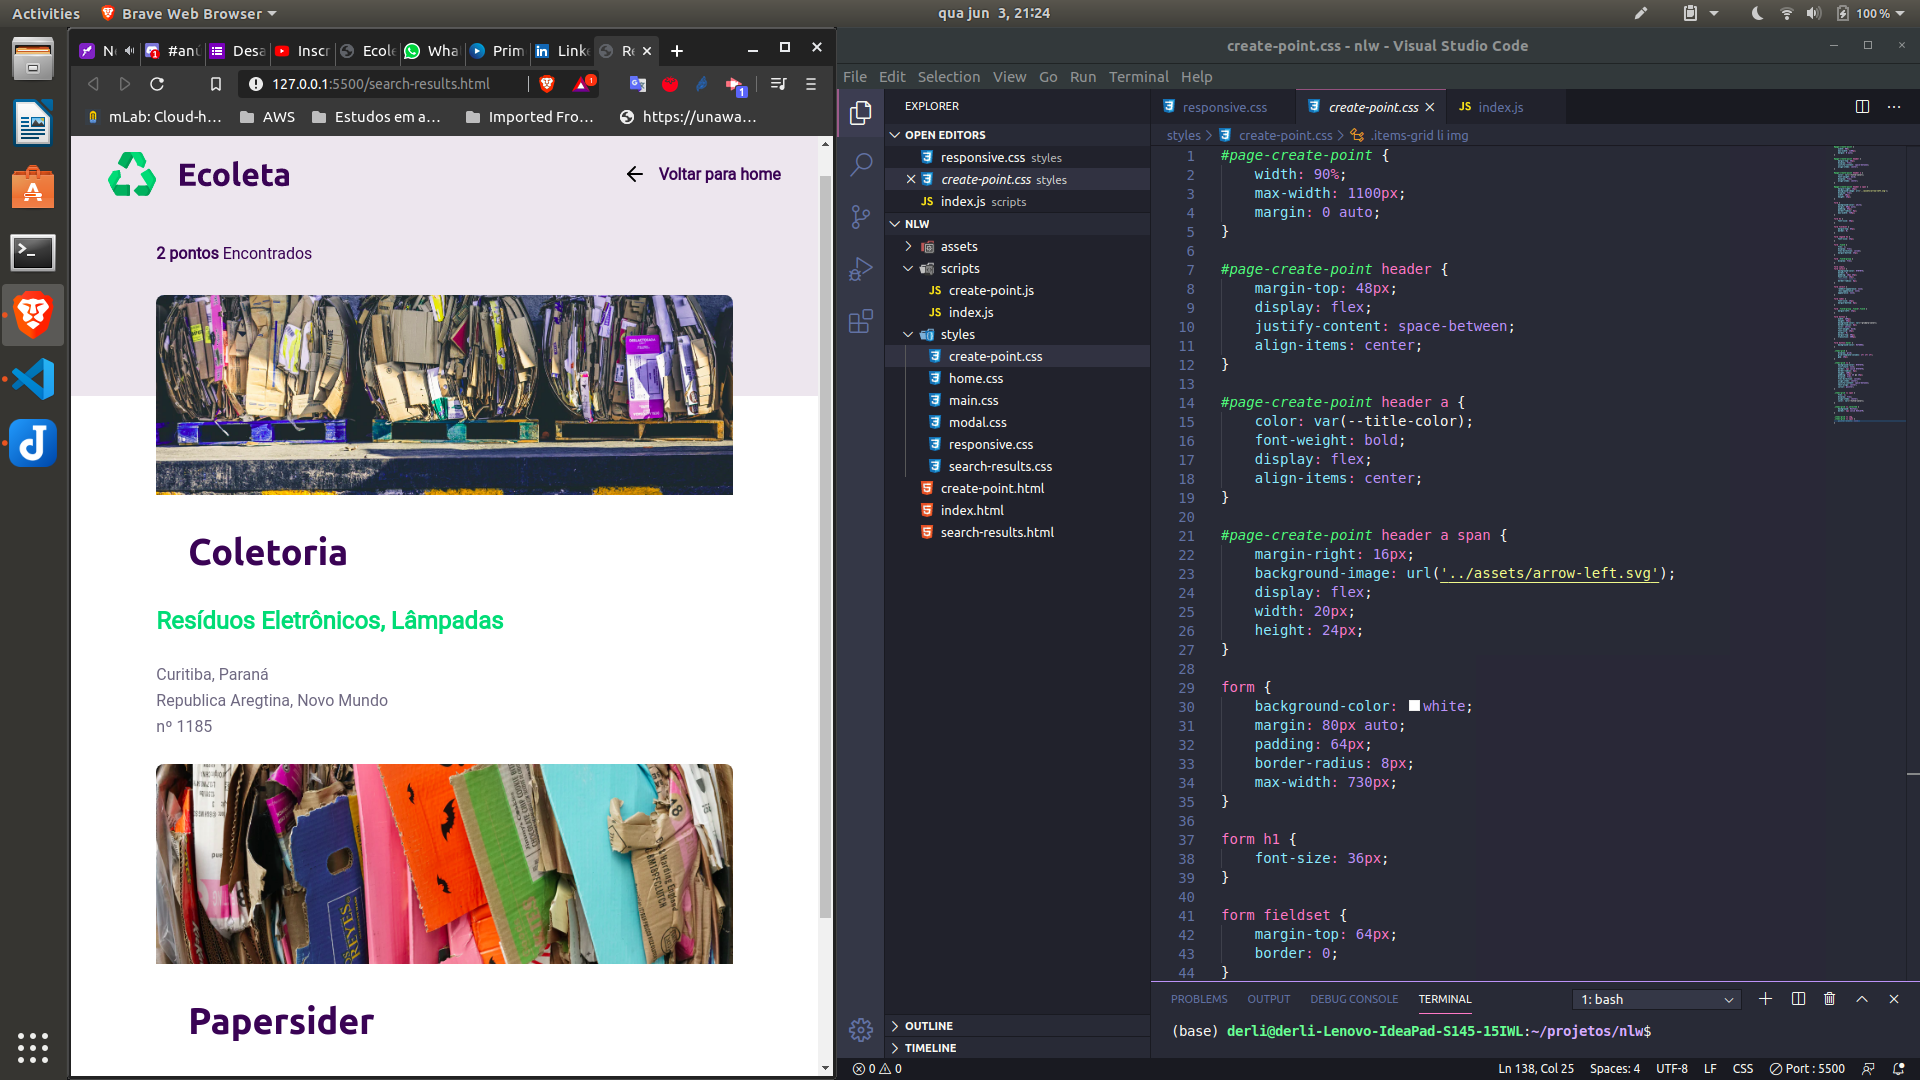 Activities
Brave Web Browser
qua jun  3, 21:24
100 %
#anú
Desa
Inscr
Ecole
Wha
Prim
Link
Re
127.0.0.1:5500/search-results.html
1
1
mLab: Cloud-h...
AWS
Estudos em a...
Imported Fro...
https://unawa...
Ecoleta
Voltar para home
2 pontos Encontrados
Coletoria
Resíduos Eletrônicos, Lâmpadas
Curitiba, Paraná
Republica Aregtina, Novo Mundo
nº 1185
Papersider
create-point.css - nlw - Visual Studio Code
File Edit Selection View Go Run Terminal Help
EXPLORER
OPEN EDITORS
responsive.css styles
create-point.css styles
JS index.js scripts
NLW
assets
scripts
JS create-point.js
JS index.js
styles
create-point.css
home.css
main.css
modal.css
responsive.css
search-results.css
create-point.html
index.html
search-results.html
OUTLINE
TIMELINE
responsive.css
create-point.css
JS index.js
styles > create-point.css > .items-grid li img
1 #page-create-point {
2 width: 90%;
3 max-width: 1100px;
4 margin: 0 auto;
5 }
6
7 #page-create-point header {
8 margin-top: 48px;
9 display: flex;
10 justify-content: space-between;
11 align-items: center;
12 }
13
14 #page-create-point header a {
15 color: var(--title-color);
16 font-weight: bold;
17 display: flex;
18 align-items: center;
19 }
20
21 #page-create-point header a span {
22 margin-right: 16px;
23 background-image: url('../assets/arrow-left.svg');
24 display: flex;
25 width: 20px;
26 height: 24px;
27 }
28
29 form {
30 background-color: white;
31 margin: 80px auto;
32 padding: 64px;
33 border-radius: 8px;
34 max-width: 730px;
35 }
36
37 form h1 {
38 font-size: 36px;
39 }
40
41 form fieldset {
42 margin-top: 64px;
43 border: 0;
44 }
PROBLEMS OUTPUT DEBUG CONSOLE TERMINAL
1: bash
(base) derli@derli-Lenovo-IdeaPad-S145-15IWL:~/projetos/nlw$
0 0
Ln 138, Col 25 Spaces: 4 UTF-8 LF CSS Port : 5500